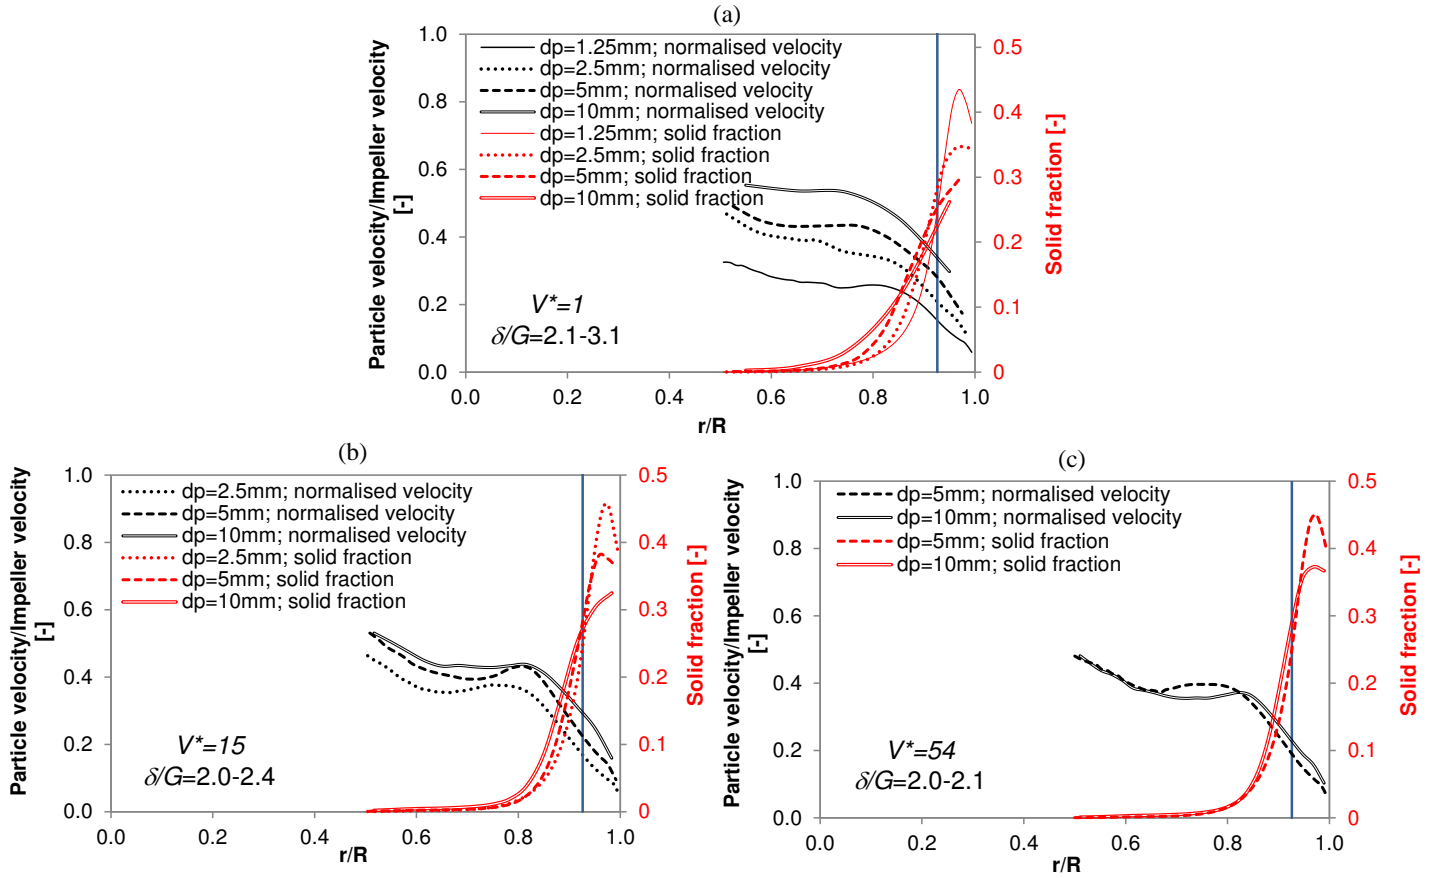 (a)
Particle velocity/Impeller velocity
[-]
1.0
0.8
0.6
0.4
0.2
0.0
dp=1.25mm; normalised velocity
dp=2.5mm; normalised velocity
dp=5mm; normalised velocity
dp=10mm; normalised velocity
dp=1.25mm; solid fraction
dp=2.5mm; solid fraction
dp=5mm; solid fraction
dp=10mm; solid fraction
V*=1
δ/G=2.1-3.1
0.5
0.4
0.3
0.2
0.1
0
Solid fraction [-]
0.0 0.2 0.4 0.6 0.8 1.0
r/R
(b)
Particle velocity/Impeller velocity
[-]
1.0
0.8
0.6
0.4
0.2
0.0
dp=2.5mm; normalised velocity
dp=5mm; normalised velocity
dp=10mm; normalised velocity
dp=2.5mm; solid fraction
dp=5mm; solid fraction
dp=10mm; solid fraction
V*=15
δ/G=2.0-2.4
0.5
0.4
0.3
0.2
0.1
0
Solid fraction [-]
0.0 0.2 0.4 0.6 0.8 1.0
r/R
(c)
Particle velocity/Impeller velocity
[-]
1.0
0.8
0.6
0.4
0.2
0.0
dp=5mm; normalised velocity
dp=10mm; normalised velocity
dp=5mm; solid fraction
dp=10mm; solid fraction
V*=54
δ/G=2.0-2.1
0.5
0.4
0.3
0.2
0.1
0
Solid fraction [-]
0.0 0.2 0.4 0.6 0.8 1.0
r/R